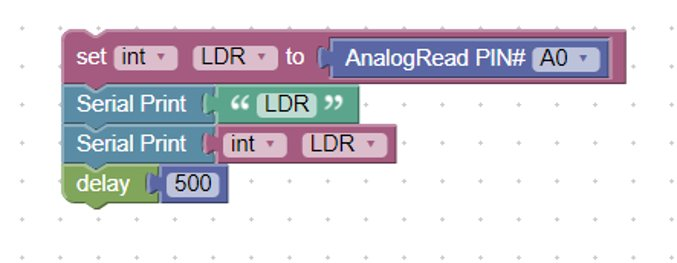 set int LDR to AnalogRead PIN# A0
Serial Print “ LDR ”
Serial Print int LDR
delay 500